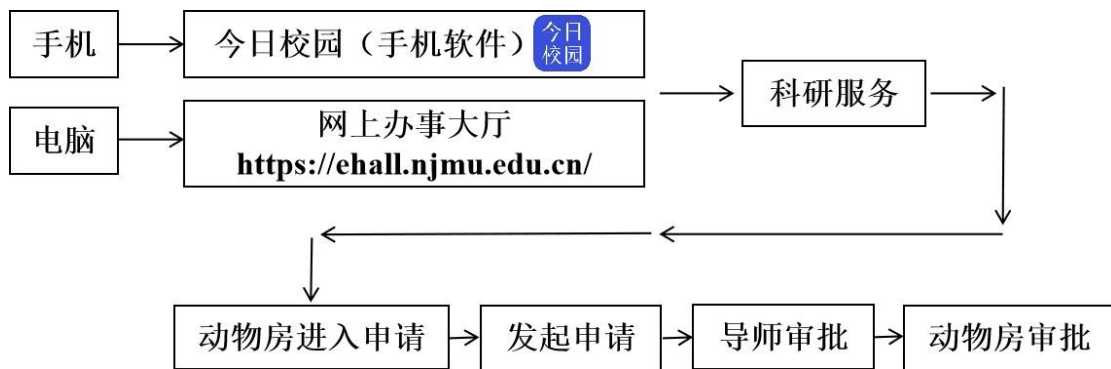 手机
今日校园（手机软件）
今日
校园
电脑
网上办事大厅
https://ehall.njmu.edu.cn/
科研服务
动物房进入申请
发起申请
导师审批
动物房审批